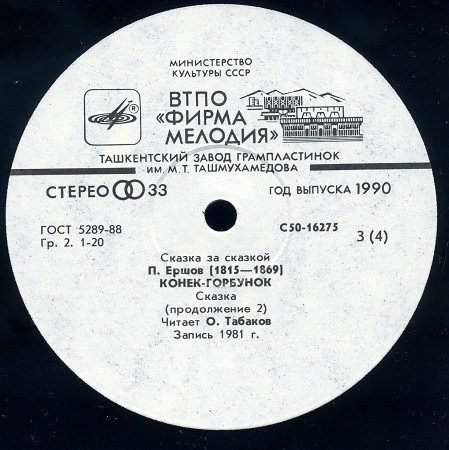 МИНИСТЕРСТВО
КУЛЬТУРЫ СССР
ВТПО
«ФИРМА
МЕЛОДИЯ»
ТАШКЕНТСКИЙ ЗАВОД ГРАМПЛАСТИНОК
ИМ. М.Т. ТАШМУХАМЕДОВА
СТЕРЕО 33
ГОД ВЫПУСКА 1990
ГОСТ 5289-88
Гр. 2. 1-20
С50-16275
3 (4)
Сказка за сказкой
П. Ершов (1815—1869)
КОНЕК-ГОРБУНОК
Сказка
(продолжение 2)
Читает О. Табаков
Запись 1981 г.